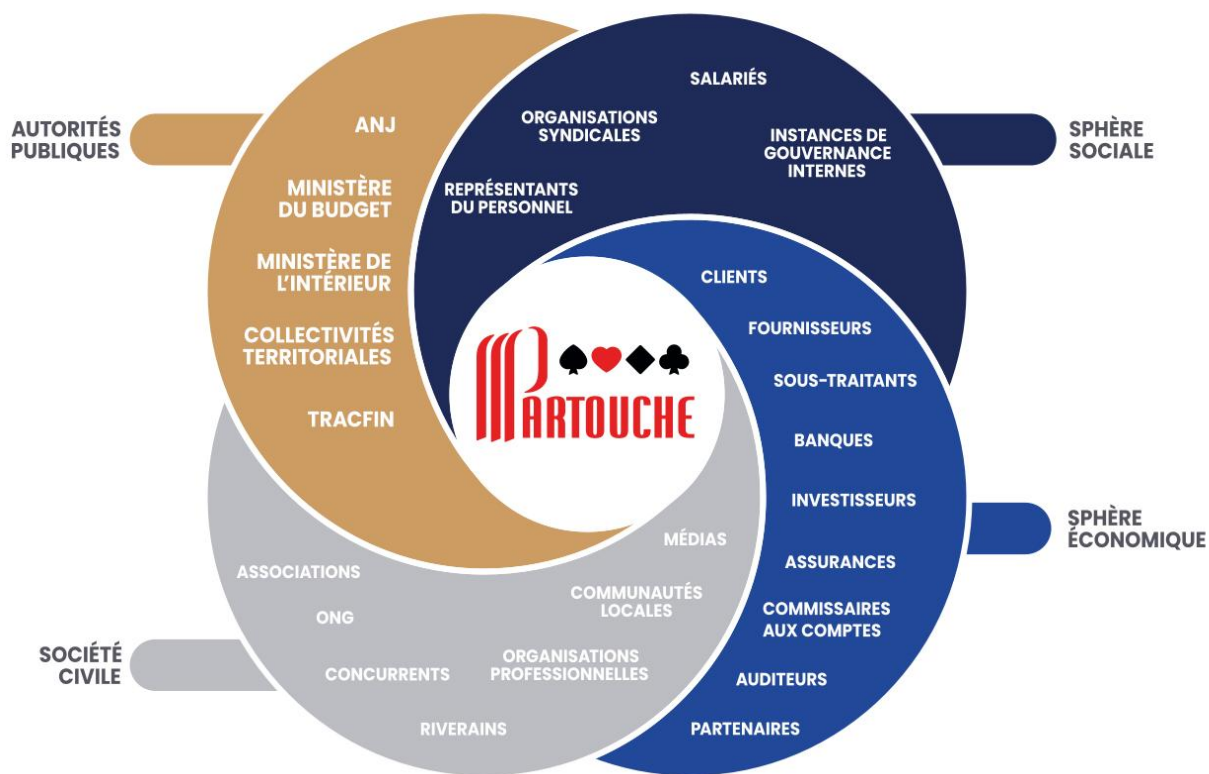 AUTORITÉS
PUBLIQUES
ANJ
MINISTÈRE
DU BUDGET
MINISTÈRE DE
L'INTÉRIEUR
COLLECTIVITÉS
TERRITORIALES
TRACFIN
SPHÈRE
SOCIALE
SALARIÉS
ORGANISATIONS
SYNDICALES
INSTANCES DE
GOUVERNANCE
INTERNES
REPRÉSENTANTS
DU PERSONNEL
PARTOUCHE
SPHÈRE
ÉCONOMIQUE
CLIENTS
FOURNISSEURS
SOUS-TRAITANTS
BANQUES
INVESTISSEURS
ASSURANCES
COMMISSAIRES
AUX COMPTES
AUDITEURS
PARTENAIRES
SOCIÉTÉ
CIVILE
MÉDIAS
ASSOCIATIONS
COMMUNAUTÉS
LOCALES
ONG
ORGANISATIONS
PROFESSIONNELLES
CONCURRENTS
RIVERAINS